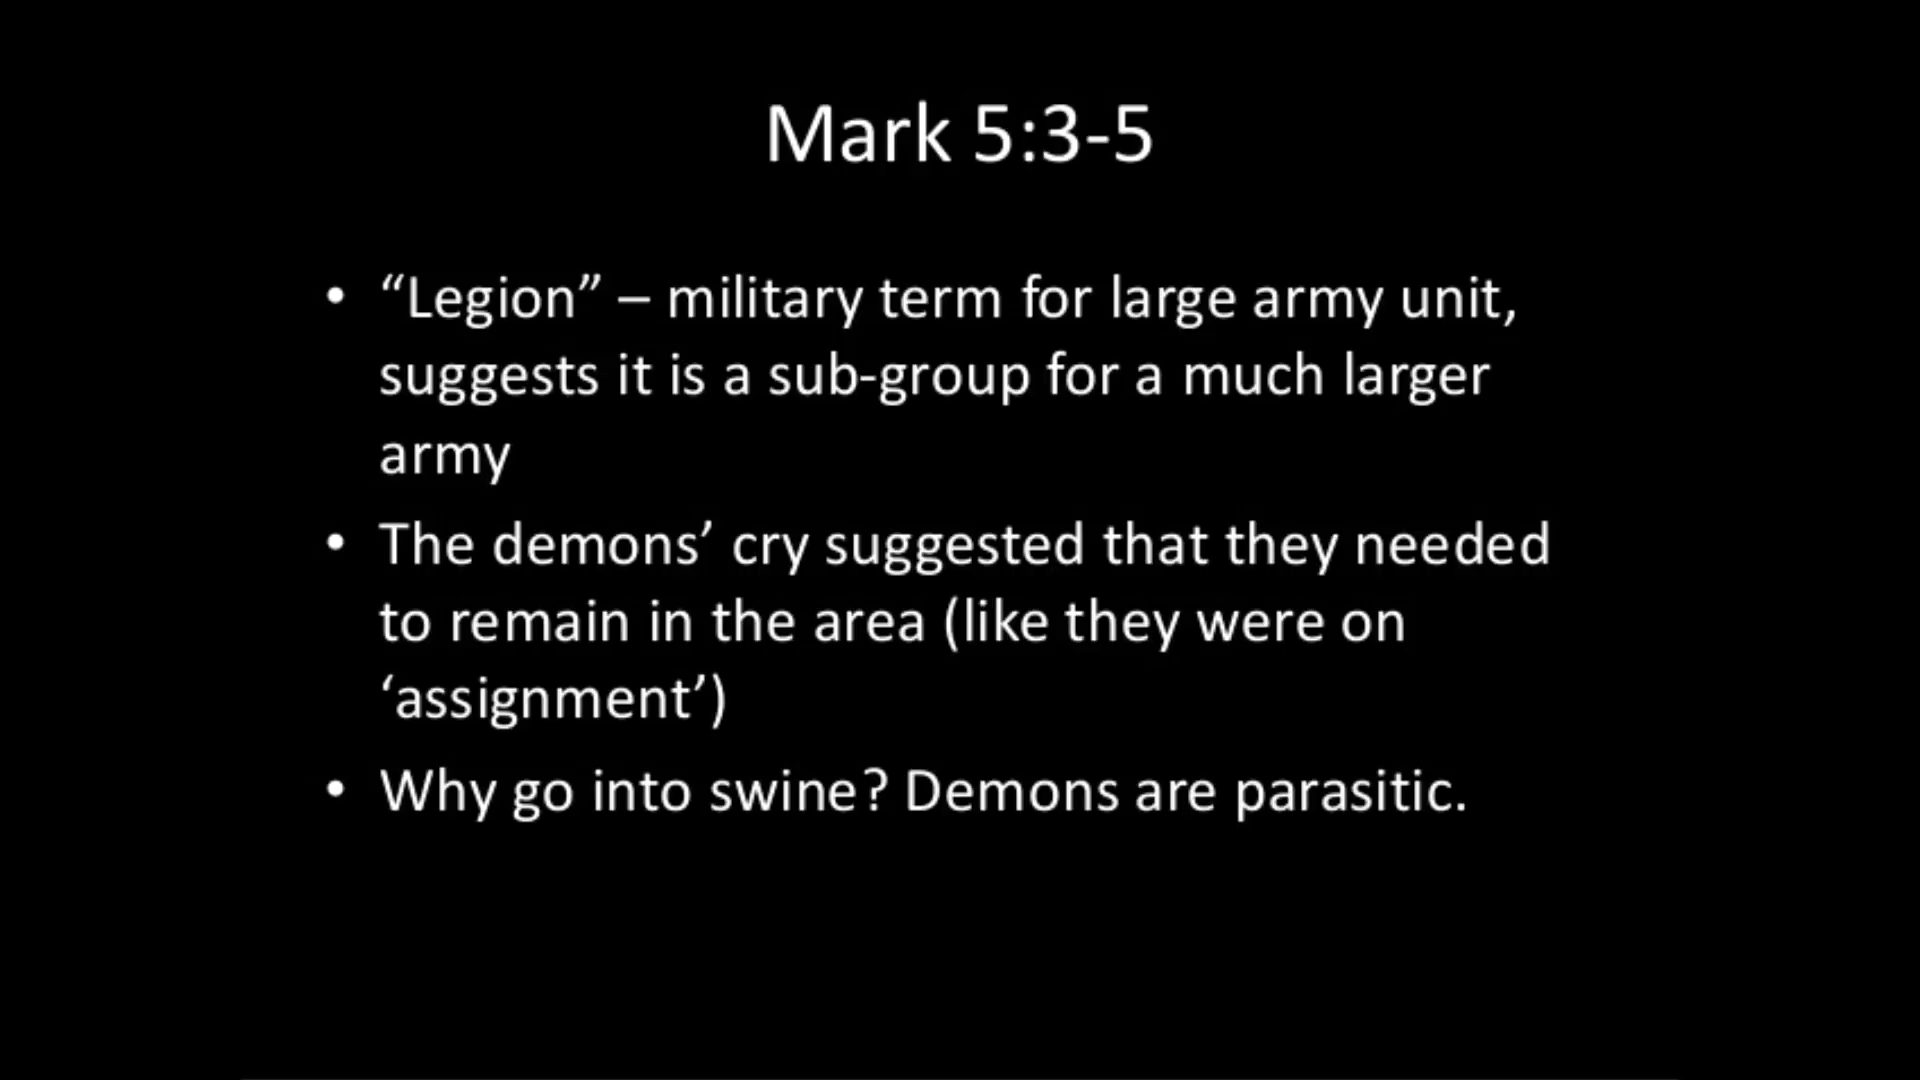 Mark 5:3-5
• “Legion” – military term for large army unit,
suggests it is a sub-group for a much larger
army
• The demons’ cry suggested that they needed
to remain in the area (like they were on
‘assignment’)
• Why go into swine? Demons are parasitic.